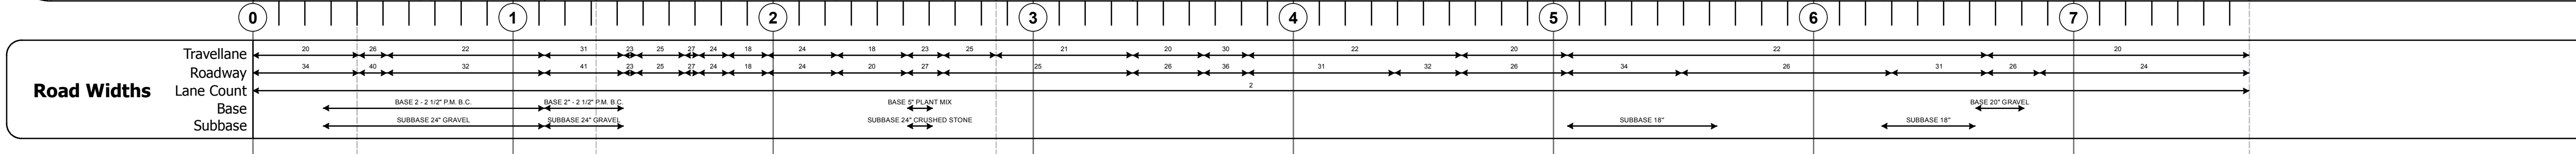 0 1 2 3 4 5 6 7
Travellane 20 26 22 31 23 25 27 24 18 24 18 23 25 21 20 30 22 20 22 20
Roadway 34 40 32 41 23 25 27 24 18 24 20 27 25 26 36 31 32 26 34 26 31 26 24
Road Widths
Lane Count 2
Base BASE 2 - 2 1/2" P.M. B.C. BASE 2" - 2 1/2" P.M. B.C. BASE 5" PLANT MIX BASE 20" GRAVEL
Subbase SUBBASE 24" GRAVEL SUBBASE 24" GRAVEL SUBBASE 24" CRUSHED STONE SUBBASE 18" SUBBASE 18"